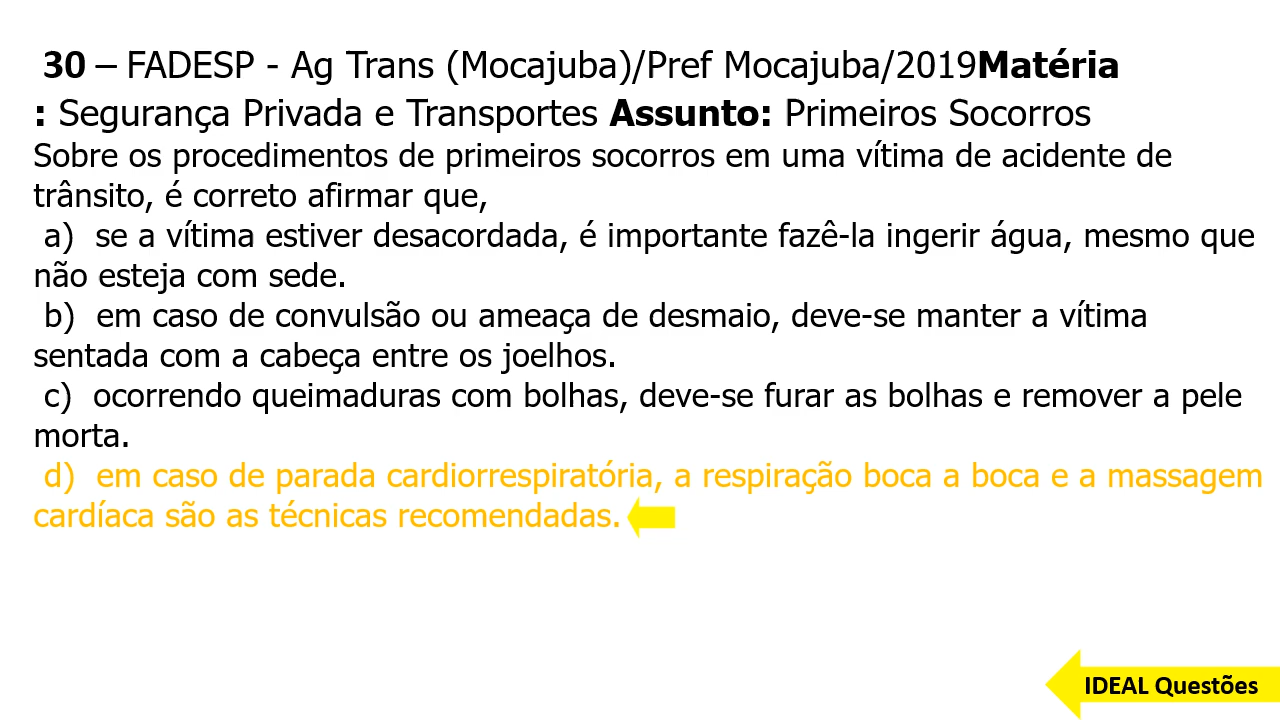 30 – FADESP - Ag Trans (Mocajuba)/Pref Mocajuba/2019Matéria
: Segurança Privada e Transportes Assunto: Primeiros Socorros
Sobre os procedimentos de primeiros socorros em uma vítima de acidente de
trânsito, é correto afirmar que,
a) se a vítima estiver desacordada, é importante fazê-la ingerir água, mesmo que
não esteja com sede.
b) em caso de convulsão ou ameaça de desmaio, deve-se manter a vítima
sentada com a cabeça entre os joelhos.
c) ocorrendo queimaduras com bolhas, deve-se furar as bolhas e remover a pele
morta.
d) em caso de parada cardiorrespiratória, a respiração boca a boca e a massagem
cardíaca são as técnicas recomendadas.
IDEAL Questões